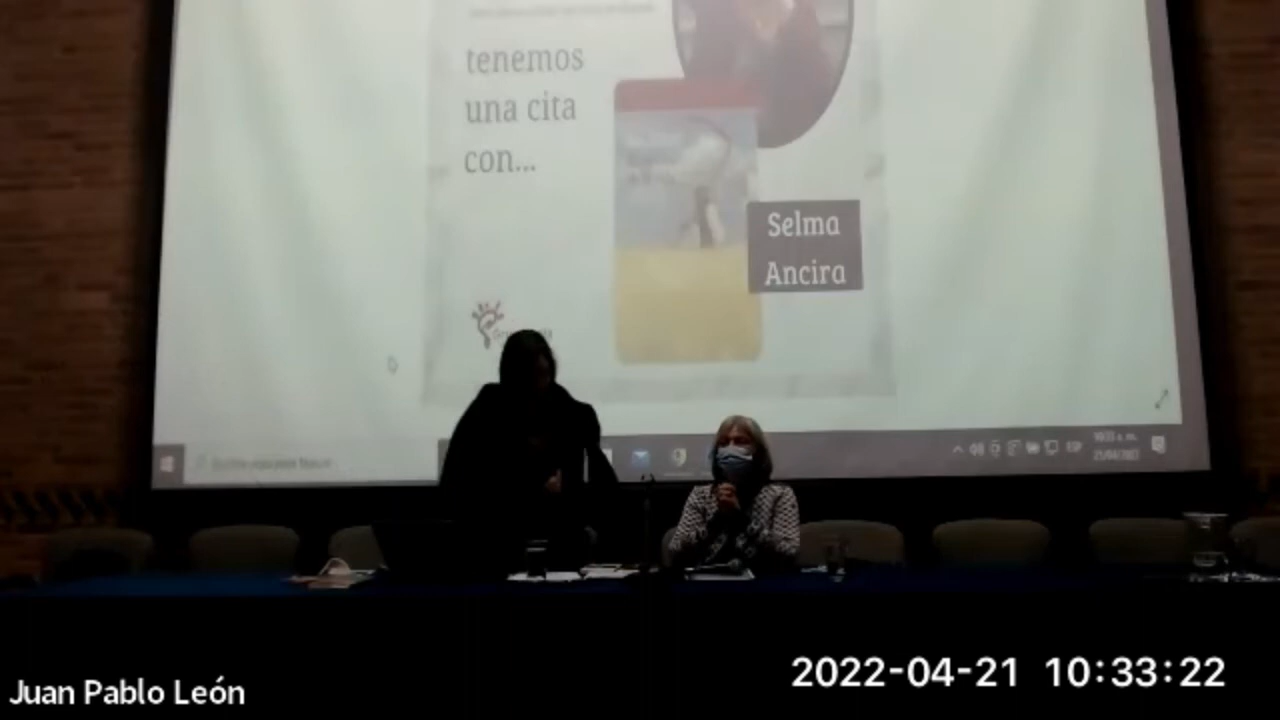 tenemos
una cita
con...
Selma
Ancira
2022-04-21 10:33:22
Juan Pablo León